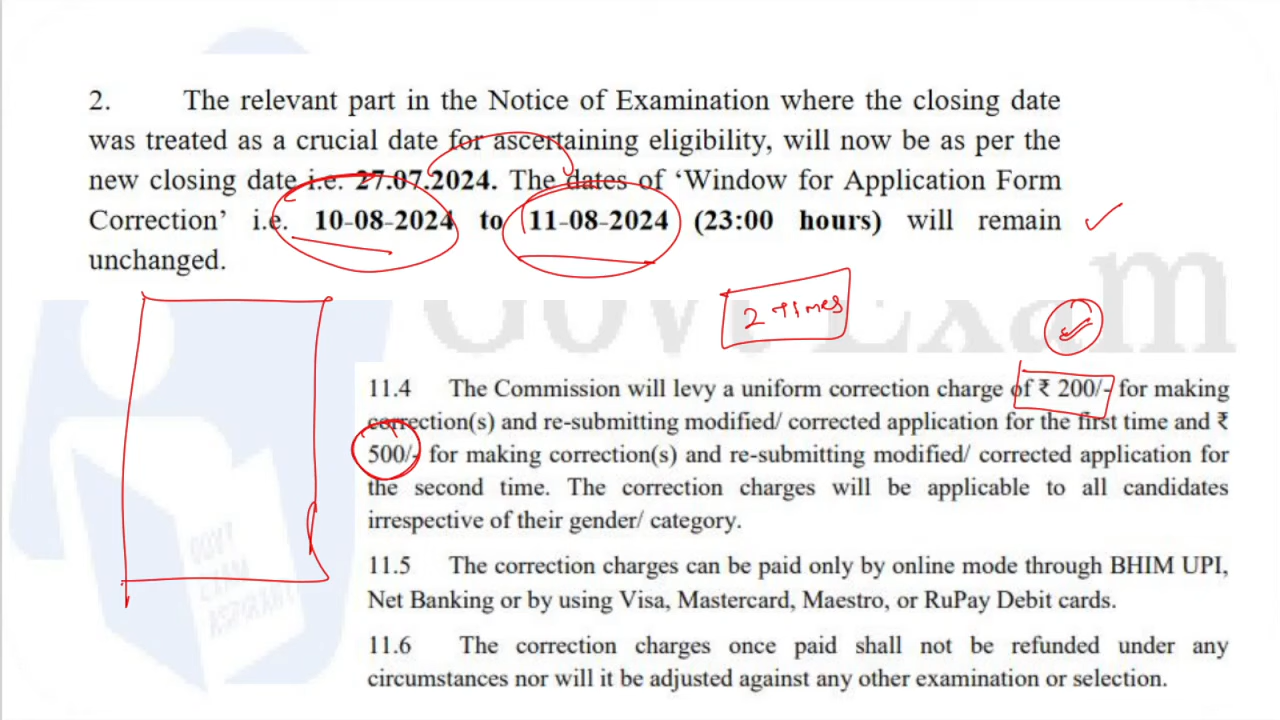 2. The relevant part in the Notice of Examination where the closing date
was treated as a crucial date for ascertaining eligibility, will now be as per the
new closing date i.e. 27.07.2024. The dates of ‘Window for Application Form
Correction’ i.e. 10-08-2024 to 11-08-2024 (23:00 hours) will remain
unchanged.
2 Times
GOVT Exam
11.4 The Commission will levy a uniform correction charge of ₹ 200/- for making
correction(s) and re-submitting modified/ corrected application for the first time and ₹
500/- for making correction(s) and re-submitting modified/ corrected application for
the second time. The correction charges will be applicable to all candidates
irrespective of their gender/ category.
GOVT
EXAM
11.5 The correction charges can be paid only by online mode through BHIM UPI,
Net Banking or by using Visa, Mastercard, Maestro, or RuPay Debit cards.
11.6 The correction charges once paid shall not be refunded under any
circumstances nor will it be adjusted against any other examination or selection.